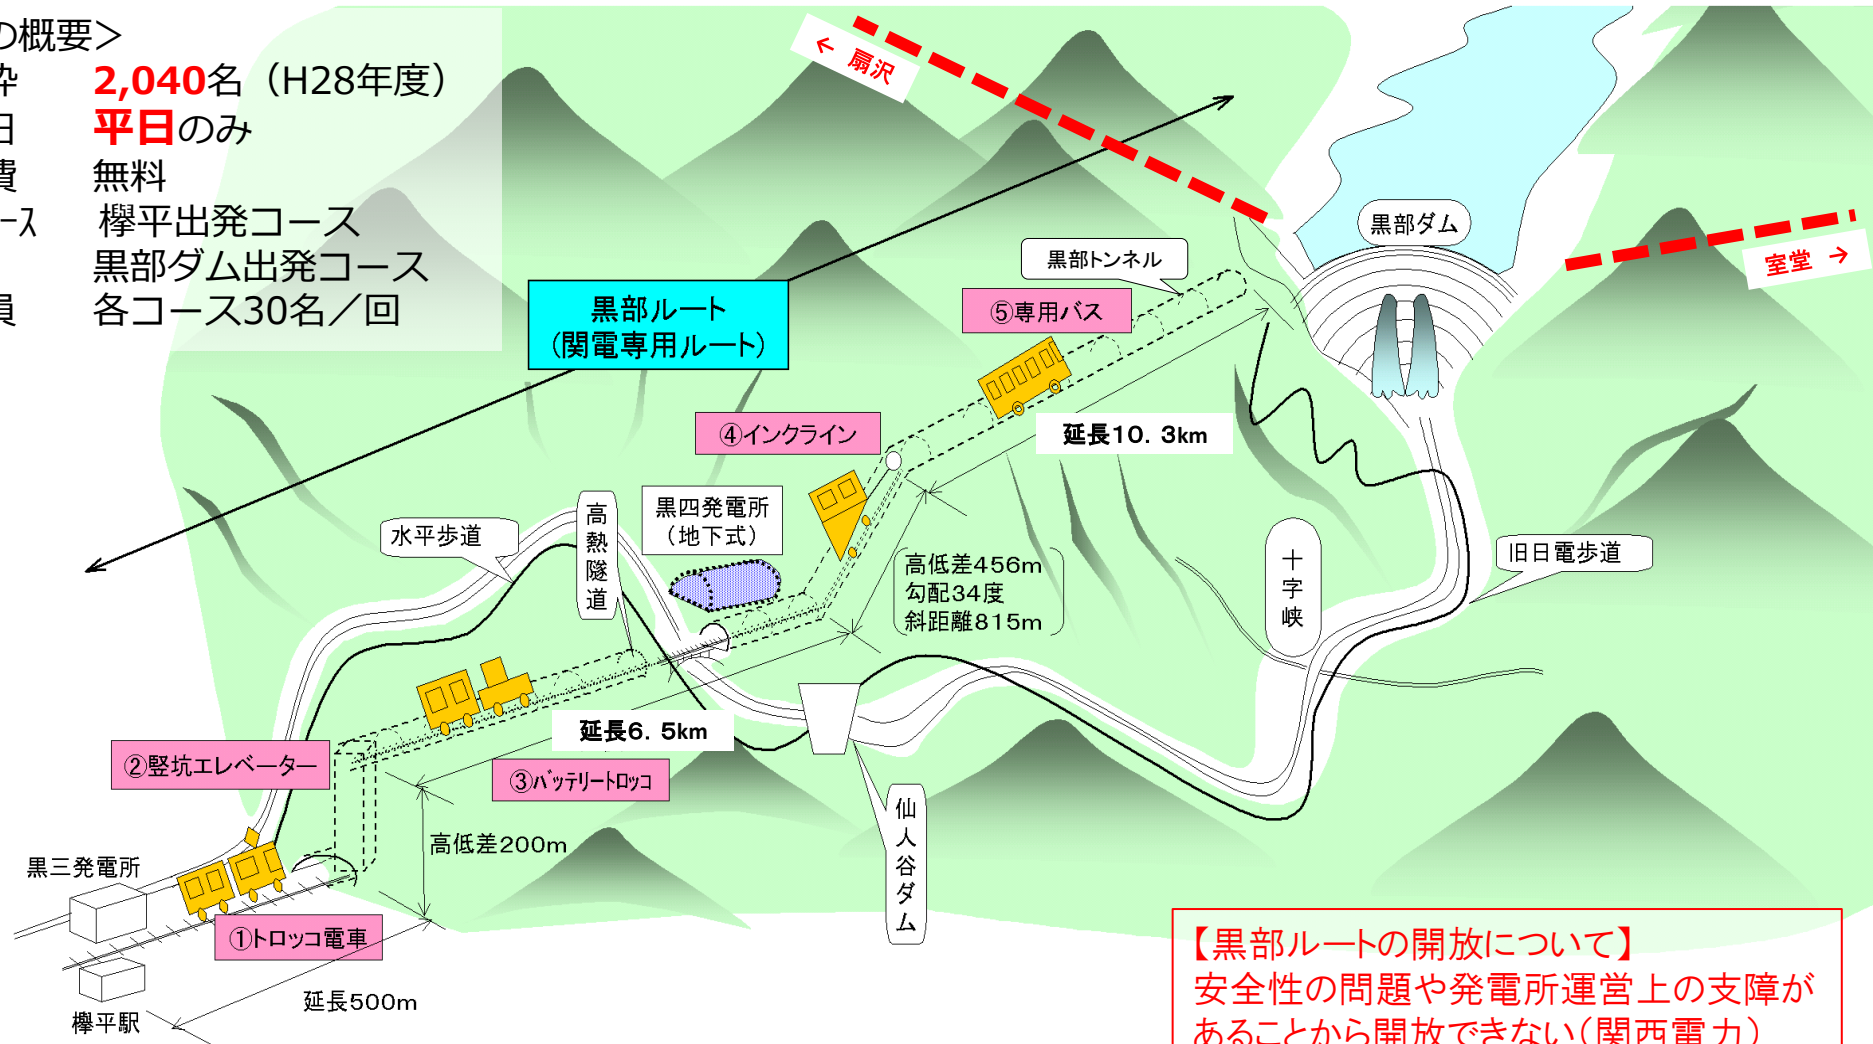 の概要＞
枠 2,040名（H28年度）
日 平日のみ
費 無料
ｰｽ 欅平出発コース
黒部ダム出発コース
員 各コース30名／回
← 扇沢
黒部ダム
室堂 →
黒部トンネル
⑤専用バス
黒部ルート
（関電専用ルート）
④インクライン
延長10．3km
黒四発電所
（地下式）
高熱隧道
水平歩道
高低差456m
勾配34度
斜距離815m
十字峡
旧日電歩道
延長6．5km
②竪坑エレベーター
③ﾊﾞｯﾃﾘｰﾄﾛｯｺ
仙人谷ダム
高低差200m
黒三発電所
①トロッコ電車
延長500m
欅平駅
【黒部ルートの開放について】
安全性の問題や発電所運営上の支障が
あることから開放できない（関西電力）